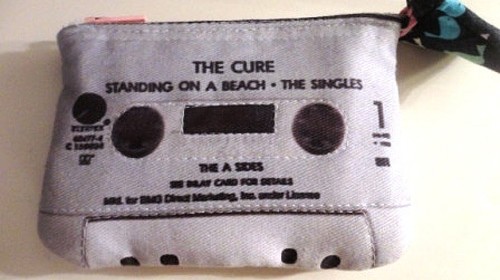 THE CURE
STANDING ON A BEACH • THE SINGLES
1
THE A SIDES
SEE INLAY CARD FOR DETAILS
Mfd. for BMG Direct Marketing, Inc. under License